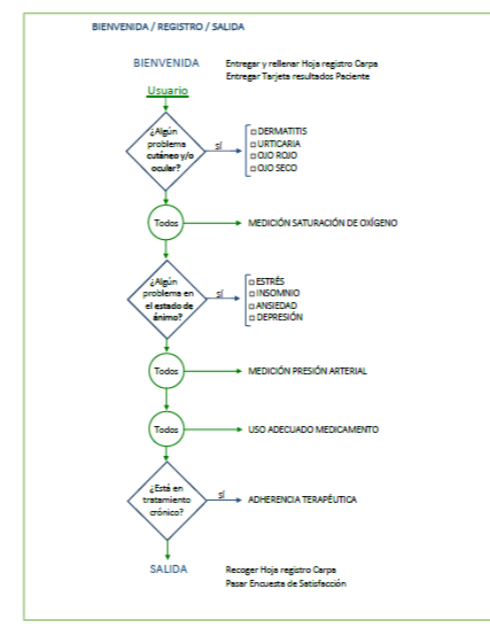 BIENVENIDA / REGISTRO / SALIDA
BIENVENIDA
Entregar y rellenar Hoja registro Carpa
Entregar Tarjeta resultados Paciente
Usuario
¿Algún
problema
cutáneo y/o
ocular?
sí
DERMATITIS
URTICARIA
OJO ROJO
OJO SECO
Todos
MEDICIÓN SATURACIÓN DE OXÍGENO
¿Algún
problema en
el estado de
ánimo?
sí
ESTRÉS
INSOMNIO
ANSIEDAD
DEPRESIÓN
Todos
MEDICIÓN PRESIÓN ARTERIAL
Todos
USO ADECUADO MEDICAMENTO
¿Está en
tratamiento
crónico?
sí
ADHERENCIA TERAPÉUTICA
SALIDA
Recoger Hoja registro Carpa
Pasar Encuesta de Satisfacción